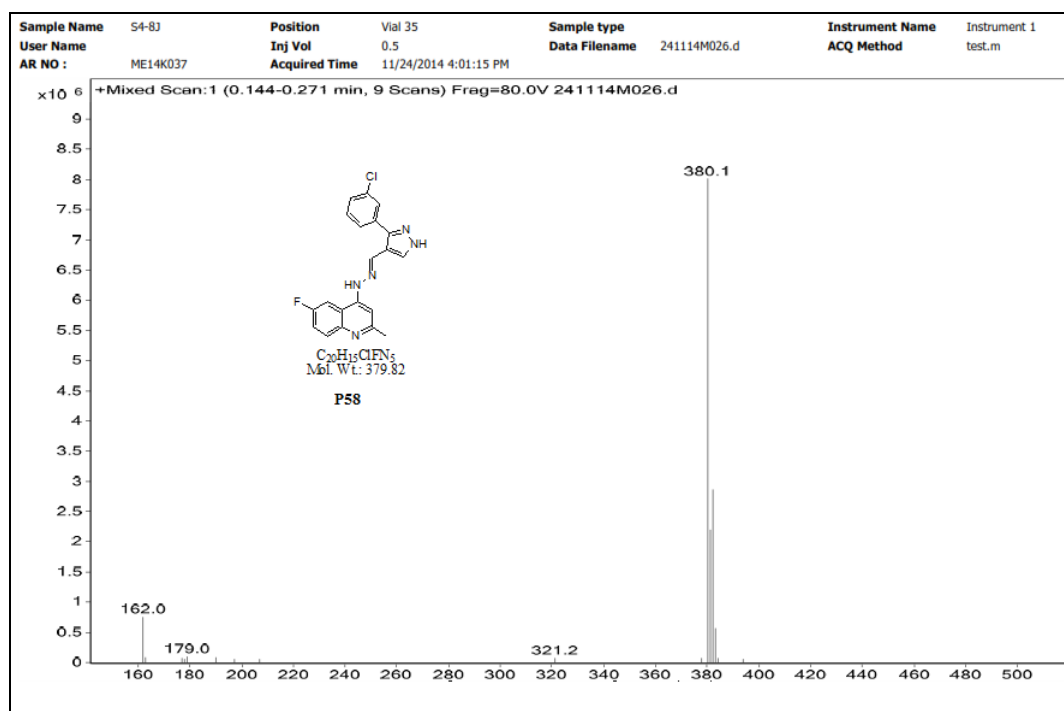 Sample Name S4-8J Position Vial 35 Sample type Instrument Name Instrument 1
User Name Inj Vol 0.5 Data Filename 241114M026.d ACQ Method test.m
AR NO : ME14K037 Acquired Time 11/24/2014 4:01:15 PM
x10 6 +Mixed Scan:1 (0.144-0.271 min, 9 Scans) Frag=80.0V 241114M026.d
9
8.5
8
7.5
7
6.5
6
5.5
5
4.5
4
3.5
3
2.5
2
1.5
1
0.5
0
380.1
Cl
N
NH
N
HN
F
N
C20H15ClFN5
Mol. Wt.: 379.82
P58
162.0
179.0
321.2
160 180 200 220 240 260 280 300 320 340 360 380 400 420 440 460 480 500